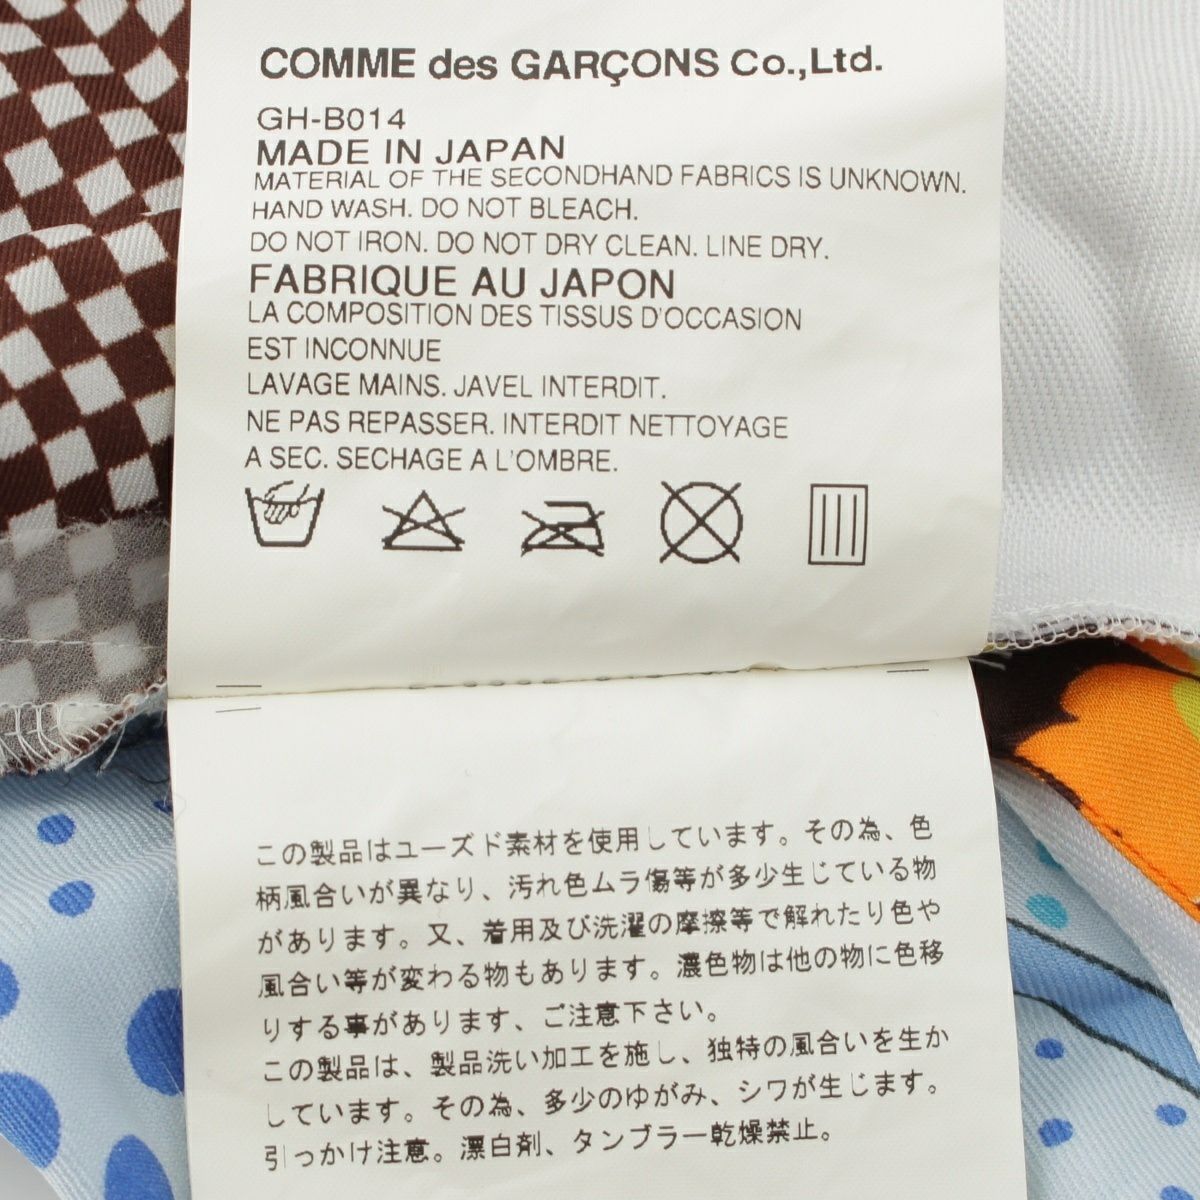 COMME des GARÇONS Co.,Ltd.
GH-B014
MADE IN JAPAN
MATERIAL OF THE SECONDHAND FABRICS IS UNKNOWN.
HAND WASH. DO NOT BLEACH.
DO NOT IRON. DO NOT DRY CLEAN. LINE DRY.
FABRIQUE AU JAPON
LA COMPOSITION DES TISSUS D'OCCASION
EST INCONNUE
LAVAGE MAINS. JAVEL INTERDIT.
NE PAS REPASSER. INTERDIT NETTOYAGE
A SEC. SECHAGE A L'OMBRE.
この製品はユーズド素材を使用しています。その為、色
柄風合いが異なり、汚れ色ムラ傷等が多少生じている物
があります。又、着用及び洗濯の摩擦等で解れたり色や
風合い等が変わる物もあります。濃色物は他の物に色移
りする事があります、ご注意下さい。
この製品は、製品洗い加工を施し、独特の風合いを生か
しています。その為、多少のゆがみ、シワが生じます。
引っかけ注意。漂白剤、タンブラー乾燥禁止。